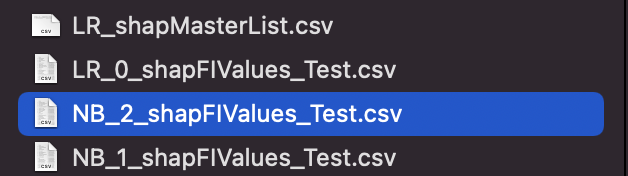 LR_shapMasterList.csv
LR_0_shapFIValues_Test.csv
NB_2_shapFIValues_Test.csv
NB_1_shapFIValues_Test.csv